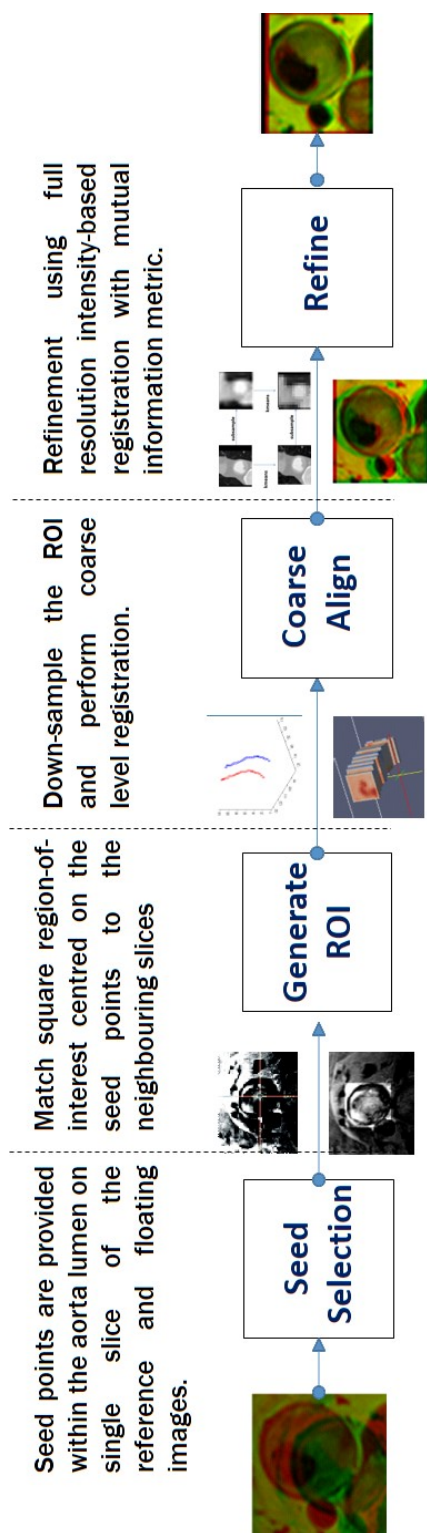 Seed points are provided
within the aorta lumen on
single slice of the
reference and floating
images.
Match square region-of-
interest centred on the
seed points to the
neighbouring slices
Down-sample the ROI
and perform coarse
level registration.
Refinement using full
resolution intensity-based
registration with mutual
information metric.
Seed
Selection
Generate
ROI
Coarse
Align
Refine
subsample
subsample